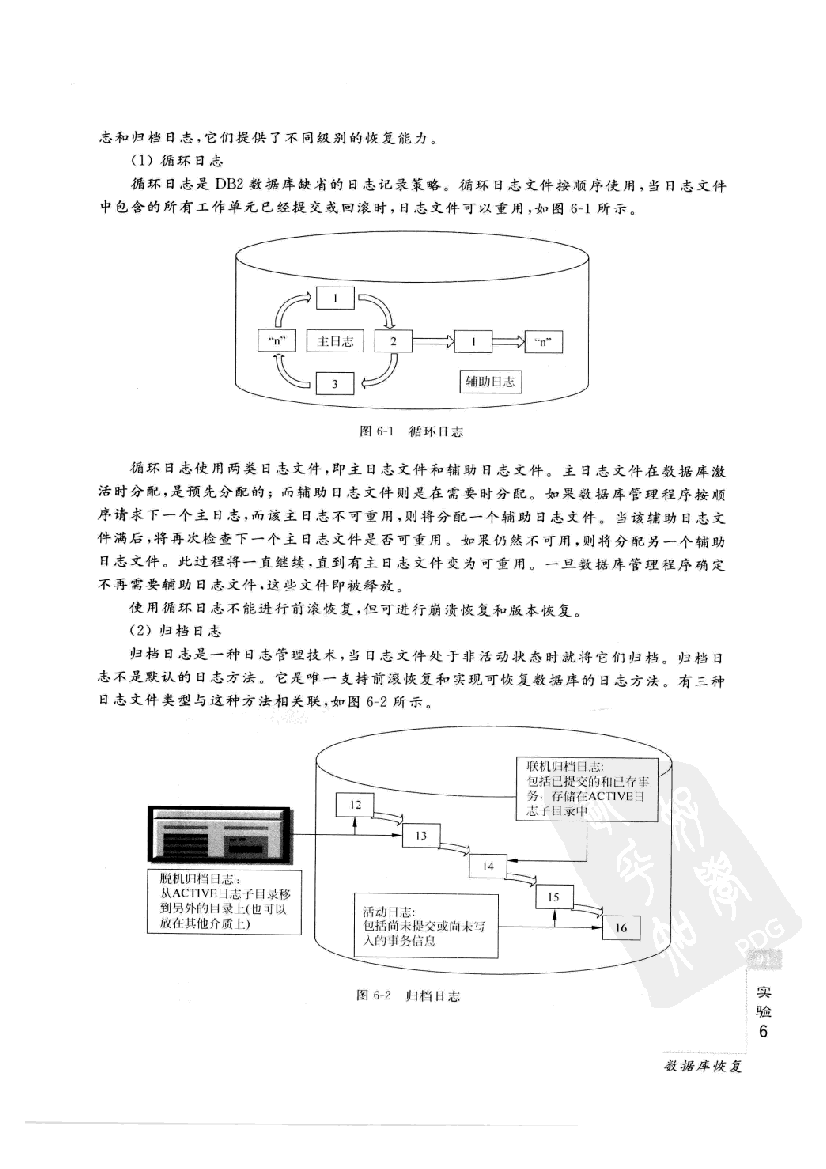 志和归档日志,它们提供了不同级别的恢复能力。
(1) 循环日志
循环日志是 DB2 数据库缺省的日志记录策略。循环日志文件按顺序使用,当日志文件
中包含的所有工作单元已经提交或回滚时,日志文件可以重用,如图 6-1 所示。
1
“n”
主日志
2
1
“n”
3
辅助日志
图 6-1 循环日志
循环日志使用两类日志文件,即主日志文件和辅助日志文件。主日志文件在数据库激
活时分配,是预先分配的;而辅助日志文件则是在需要时分配。如果数据库管理程序按顺
序请求下一个主日志,而该主日志不可重用,则将分配一个辅助日志文件。当该辅助日志文
件满后,将再次检查下一个主日志文件是否可重用。如果仍然不可用,则将分配另一个辅助
日志文件。此过程将一直继续,直到有主日志文件变为可重用。一旦数据库管理程序确定
不再需要辅助日志文件,这些文件即被释放。
使用循环日志不能进行前滚恢复,但可进行崩溃恢复和版本恢复。
(2) 归档日志
归档日志是一种日志管理技术,当日志文件处于非活动状态时就将它们归档。归档日
志不是默认的日志方法。它是唯一支持前滚恢复和实现可恢复数据库的日志方法。有三种
日志文件类型与这种方法相关联,如图 6-2 所示。
联机归档日志:
包括已提交的和已存事
务, 存储在ACTIVE日
志子目录中
12
13
14
15
16
脱机归档日志:
从ACTIVE日志子目录移
到另外的目录上(也可以
放在其他介质上)
活动日志:
包括尚未提交或尚未写
入的事务信息
图 6-2 归档日志
PDG
91
实
验
6
数据库恢复